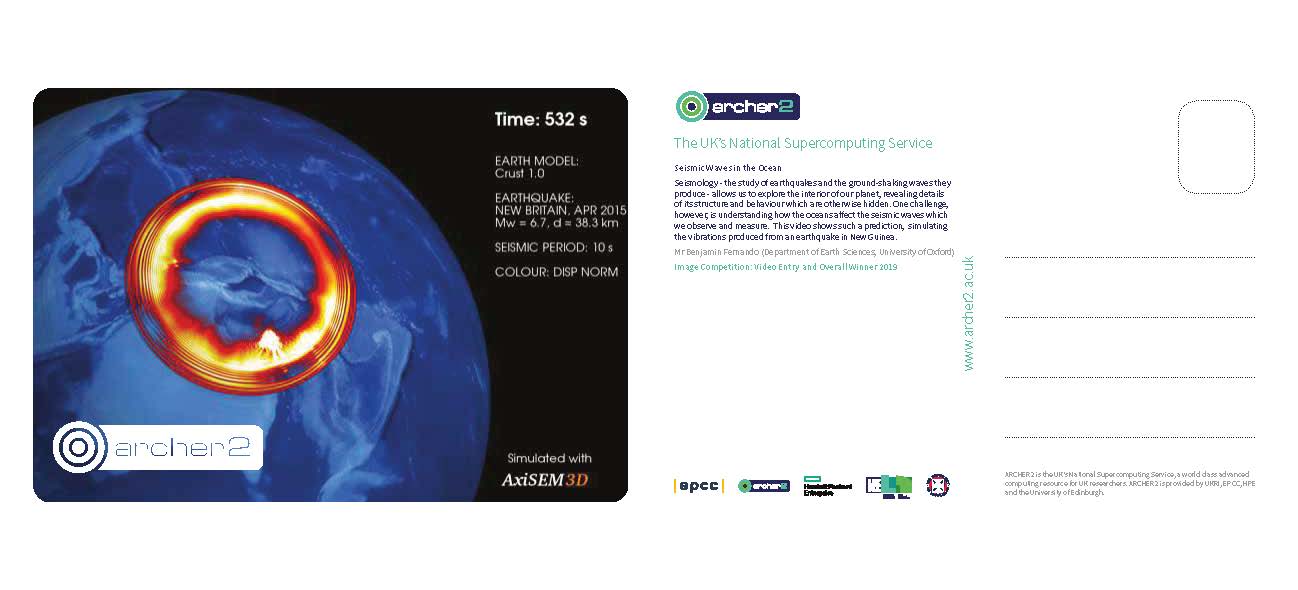 Time: 532 s
EARTH MODEL:
Crust 1.0
EARTHQUAKE:
NEW BRITAIN, APR 2015
Mw = 6.7, d = 38.3 km
SEISMIC PERIOD: 10 s
COLOUR: DISP NORM
archer2
Simulated with
AxiSEM3D
archer2
The UK's National Supercomputing Service
Seismic Waves in the Ocean
Seismology - the study of earthquakes and the ground-shaking waves they
produce - allows us to explore the interior of our planet, revealing details
of its structure and behaviour which are otherwise hidden. One challenge,
however, is understanding how the oceans affect the seismic waves which
we observe and measure. This video shows such a prediction, simulating
the vibrations produced from an earthquake in New Guinea.
Mr Benjamin Fernando (Department of Earth Sciences, University of Oxford)
Image Competition: Video Entry and Overall Winner 2019
www.archer2.ac.uk
epcc
archer2
Hewlett Packard
Enterprise
ARCHER2 is the UK's National Supercomputing Service, a world class advanced
computing resource for UK researchers. ARCHER2 is provided by UKRI, EPCC, HPE
and the University of Edinburgh.